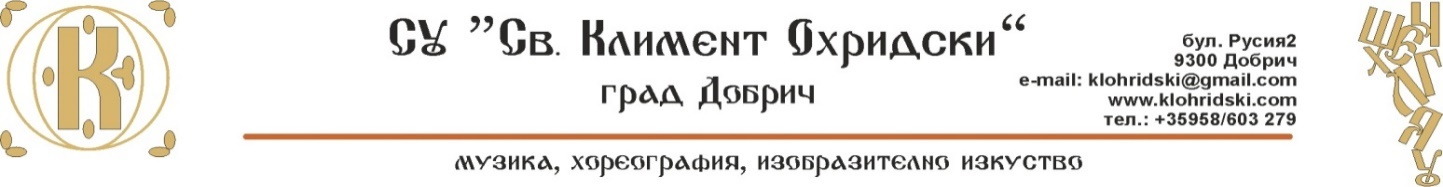 СУ ”Св. Климент Охридски“
град Добрич
бул. Русия2
9300 Добрич
e-mail: klohridski@gmail.com
www.klohridski.com
тел.: +35958/603 279
музика, хореография, изобразително изкуство
К